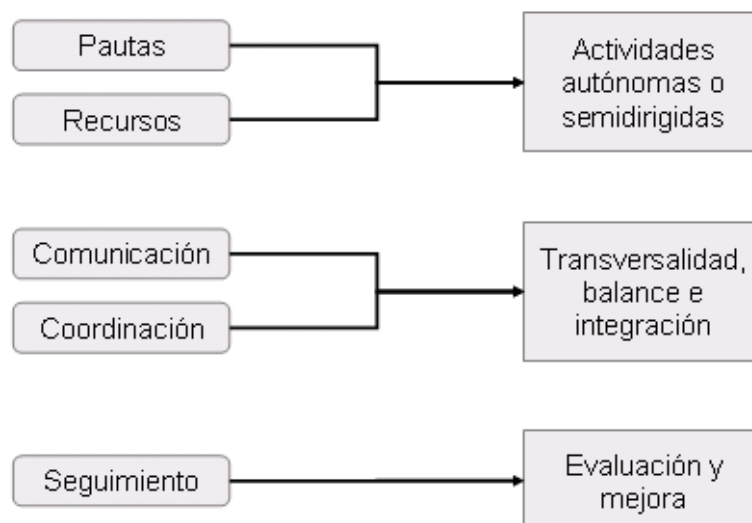 Pautas
Recursos
Actividades
autónomas o
semidirigidas
Comunicación
Coordinación
Transversalidad,
balance e
integración
Seguimiento
Evaluación y
mejora